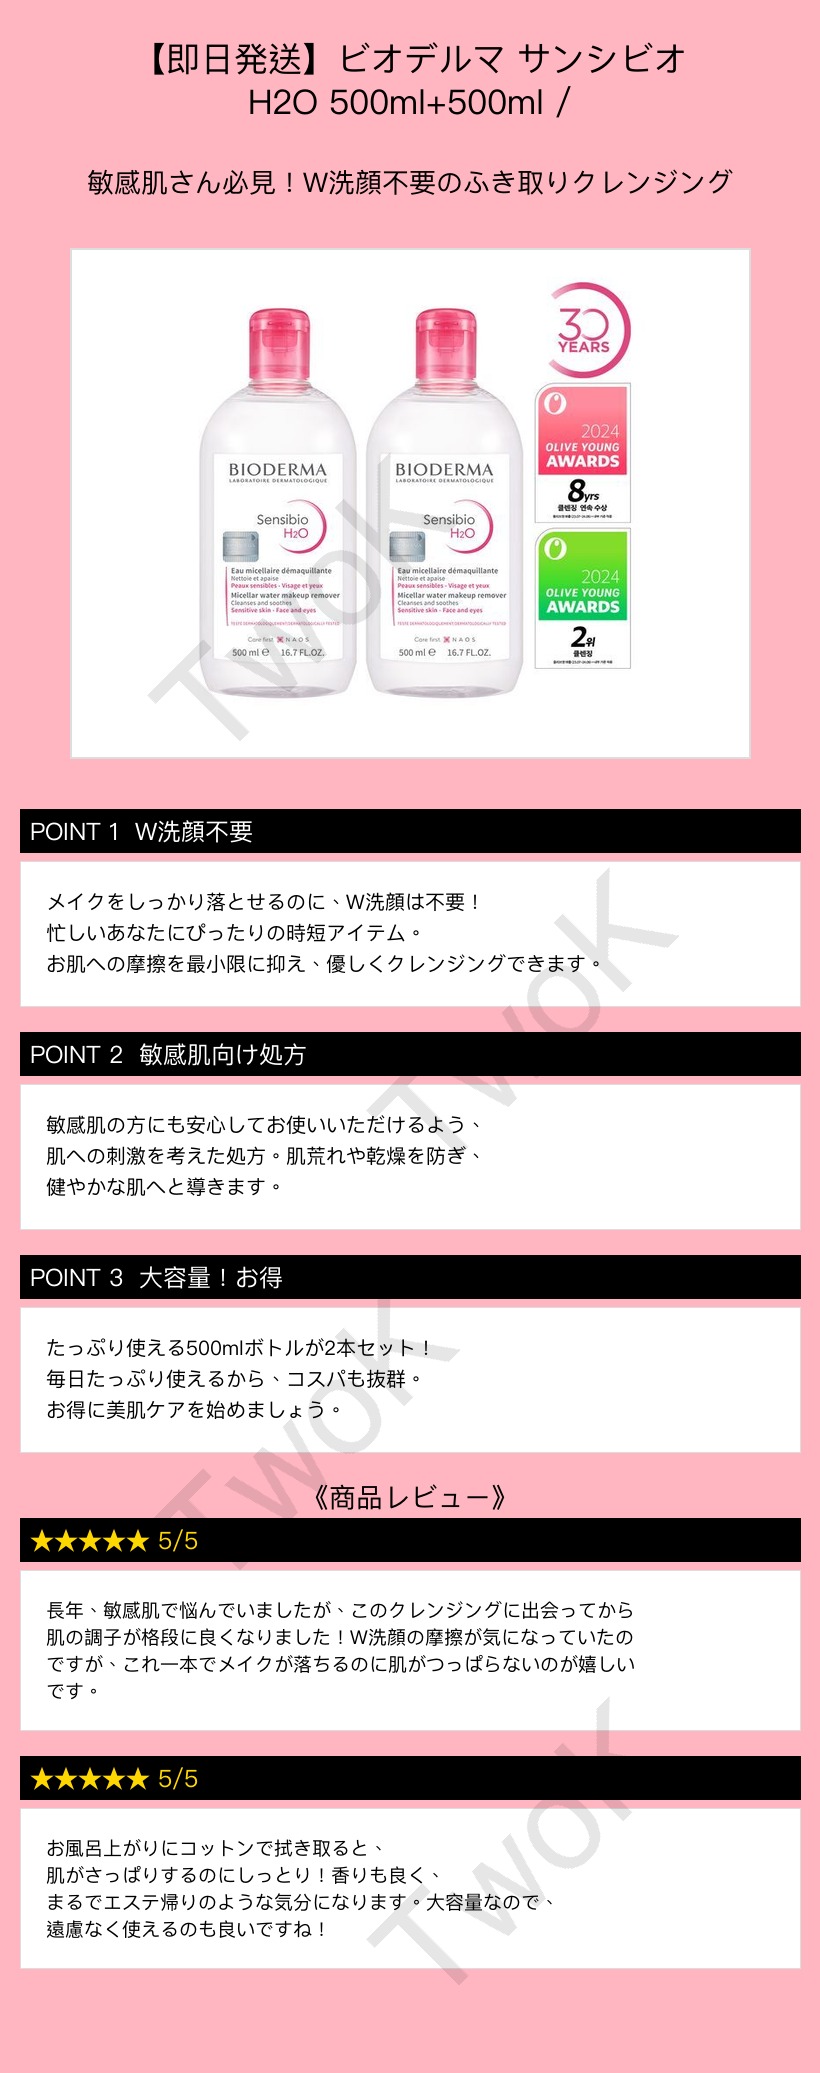 【即日発送】ビオデルマ サンシビオ
H2O 500ml+500ml /
敏感肌さん必見！W洗顔不要のふき取りクレンジング
30
YEARS
2024
OLIVE YOUNG
AWARDS
8yrs
클렌징 연속 수상
2024
OLIVE YOUNG
AWARDS
2위
클렌징
BIODERMA
LABORATOIRE DERMATOLOGIQUE
Sensibio
H2O
Eau micellaire démaquillante
Nettoie et apaise
Peaux sensibles - Visage et yeux
Micellar water makeup remover
Cleanses and soothes
Sensitive skin - Face and eyes
Care first NAOS
500 ml ℮ 16.7 FL.OZ.
BIODERMA
LABORATOIRE DERMATOLOGIQUE
Sensibio
H2O
Eau micellaire démaquillante
Nettoie et apaise
Peaux sensibles - Visage et yeux
Micellar water makeup remover
Cleanses and soothes
Sensitive skin - Face and eyes
Care first NAOS
500 ml ℮ 16.7 FL.OZ.
TwoK
POINT 1 W洗顔不要
メイクをしっかり落とせるのに、W洗顔は不要！
忙しいあなたにぴったりの時短アイテム。
お肌への摩擦を最小限に抑え、優しくクレンジングできます。
TwoK
POINT 2 敏感肌向け処方
敏感肌の方にも安心してお使いいただけるよう、
肌への刺激を考えた処方。肌荒れや乾燥を防ぎ、
健やかな肌へと導きます。
POINT 3 大容量！お得
たっぷり使える500mlボトルが2本セット！
毎日たっぷり使えるから、コスパも抜群。
お得に美肌ケアを始めましょう。
TwoK
《商品レビュー》
★★★★★ 5/5
長年、敏感肌で悩んでいましたが、このクレンジングに出会ってから
肌の調子が格段に良くなりました！W洗顔の摩擦が気になっていたの
ですが、これ一本でメイクが落ちるのに肌がつっぱらないのが嬉しい
です。
★★★★★ 5/5
お風呂上がりにコットンで拭き取ると、
肌がさっぱりするのにしっとり！香りも良く、
まるでエステ帰りのような気分になります。大容量なので、
遠慮なく使えるのも良いですね！
TwoK